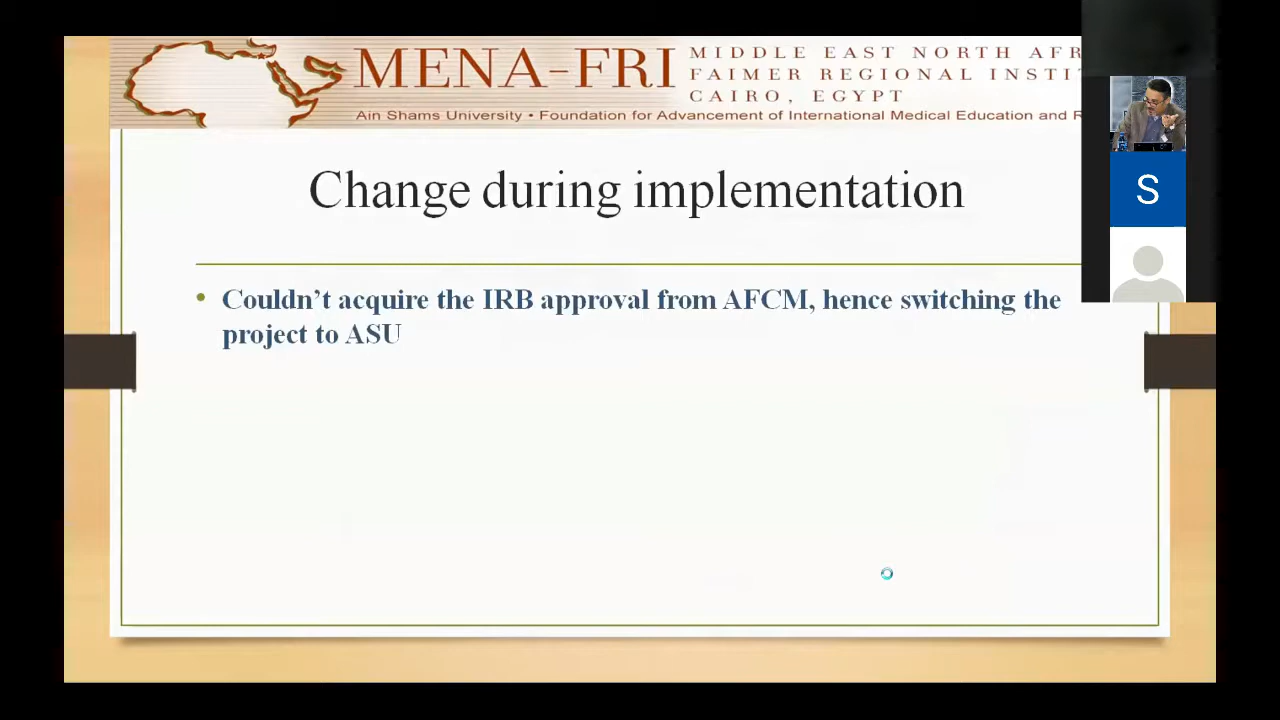 MENA-FRI
MIDDLE EAST NORTH AFR
FAIMER REGIONAL INSTI
CAIRO, EGYPT
Ain Shams University • Foundation for Advancement of International Medical Education and R
S
Change during implementation
• Couldn’t acquire the IRB approval from AFCM, hence switching the
project to ASU